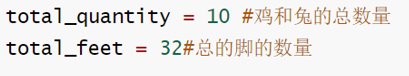 total_quantity = 10 #鸡和兔的总数量
total_feet = 32#总的脚的数量